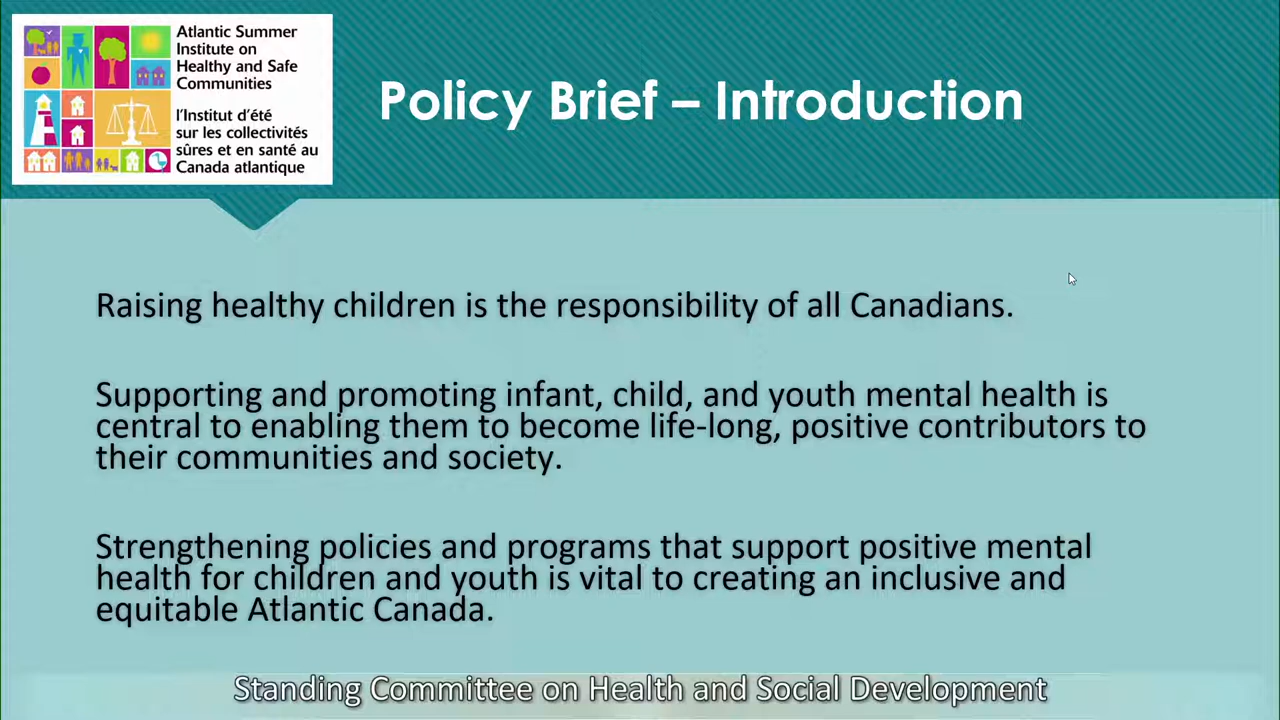 Atlantic Summer
Institute on
Healthy and Safe
Communities
l'Institut d'été
sur les collectivités
sûres et en santé au
Canada atlantique
Policy Brief – Introduction
Raising healthy children is the responsibility of all Canadians.
Supporting and promoting infant, child, and youth mental health is
central to enabling them to become life-long, positive contributors to
their communities and society.
Strengthening policies and programs that support positive mental
health for children and youth is vital to creating an inclusive and
equitable Atlantic Canada.
Standing Committee on Health and Social Development